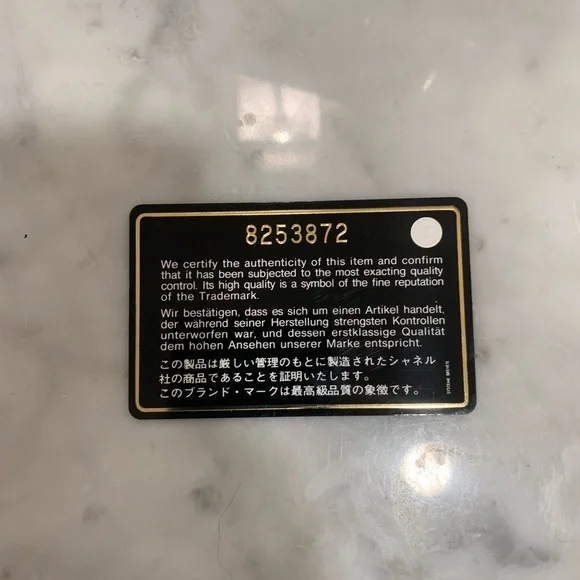 8253872
We certify the authenticity of this item and confirm
that it has been subjected to the most exacting quality
control. Its high quality is a symbol of the fine reputation
of the Trademark.
Wir bestätigen, dass es sich um einen Artikel handelt,
der während seiner Herstellung strengsten Kontrollen
unterworfen war, und dessen erstklassige Qualität
dem hohen Ansehen unserer Marke entspricht.
この製品は厳しい管理のもとに製造されたシャネル
社の商品であることを証明いたします。
このブランド・マークは最高級品質の象徴です。